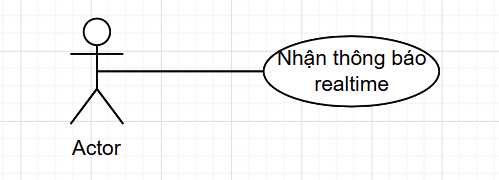 Nhận thông báo
realtime
Actor